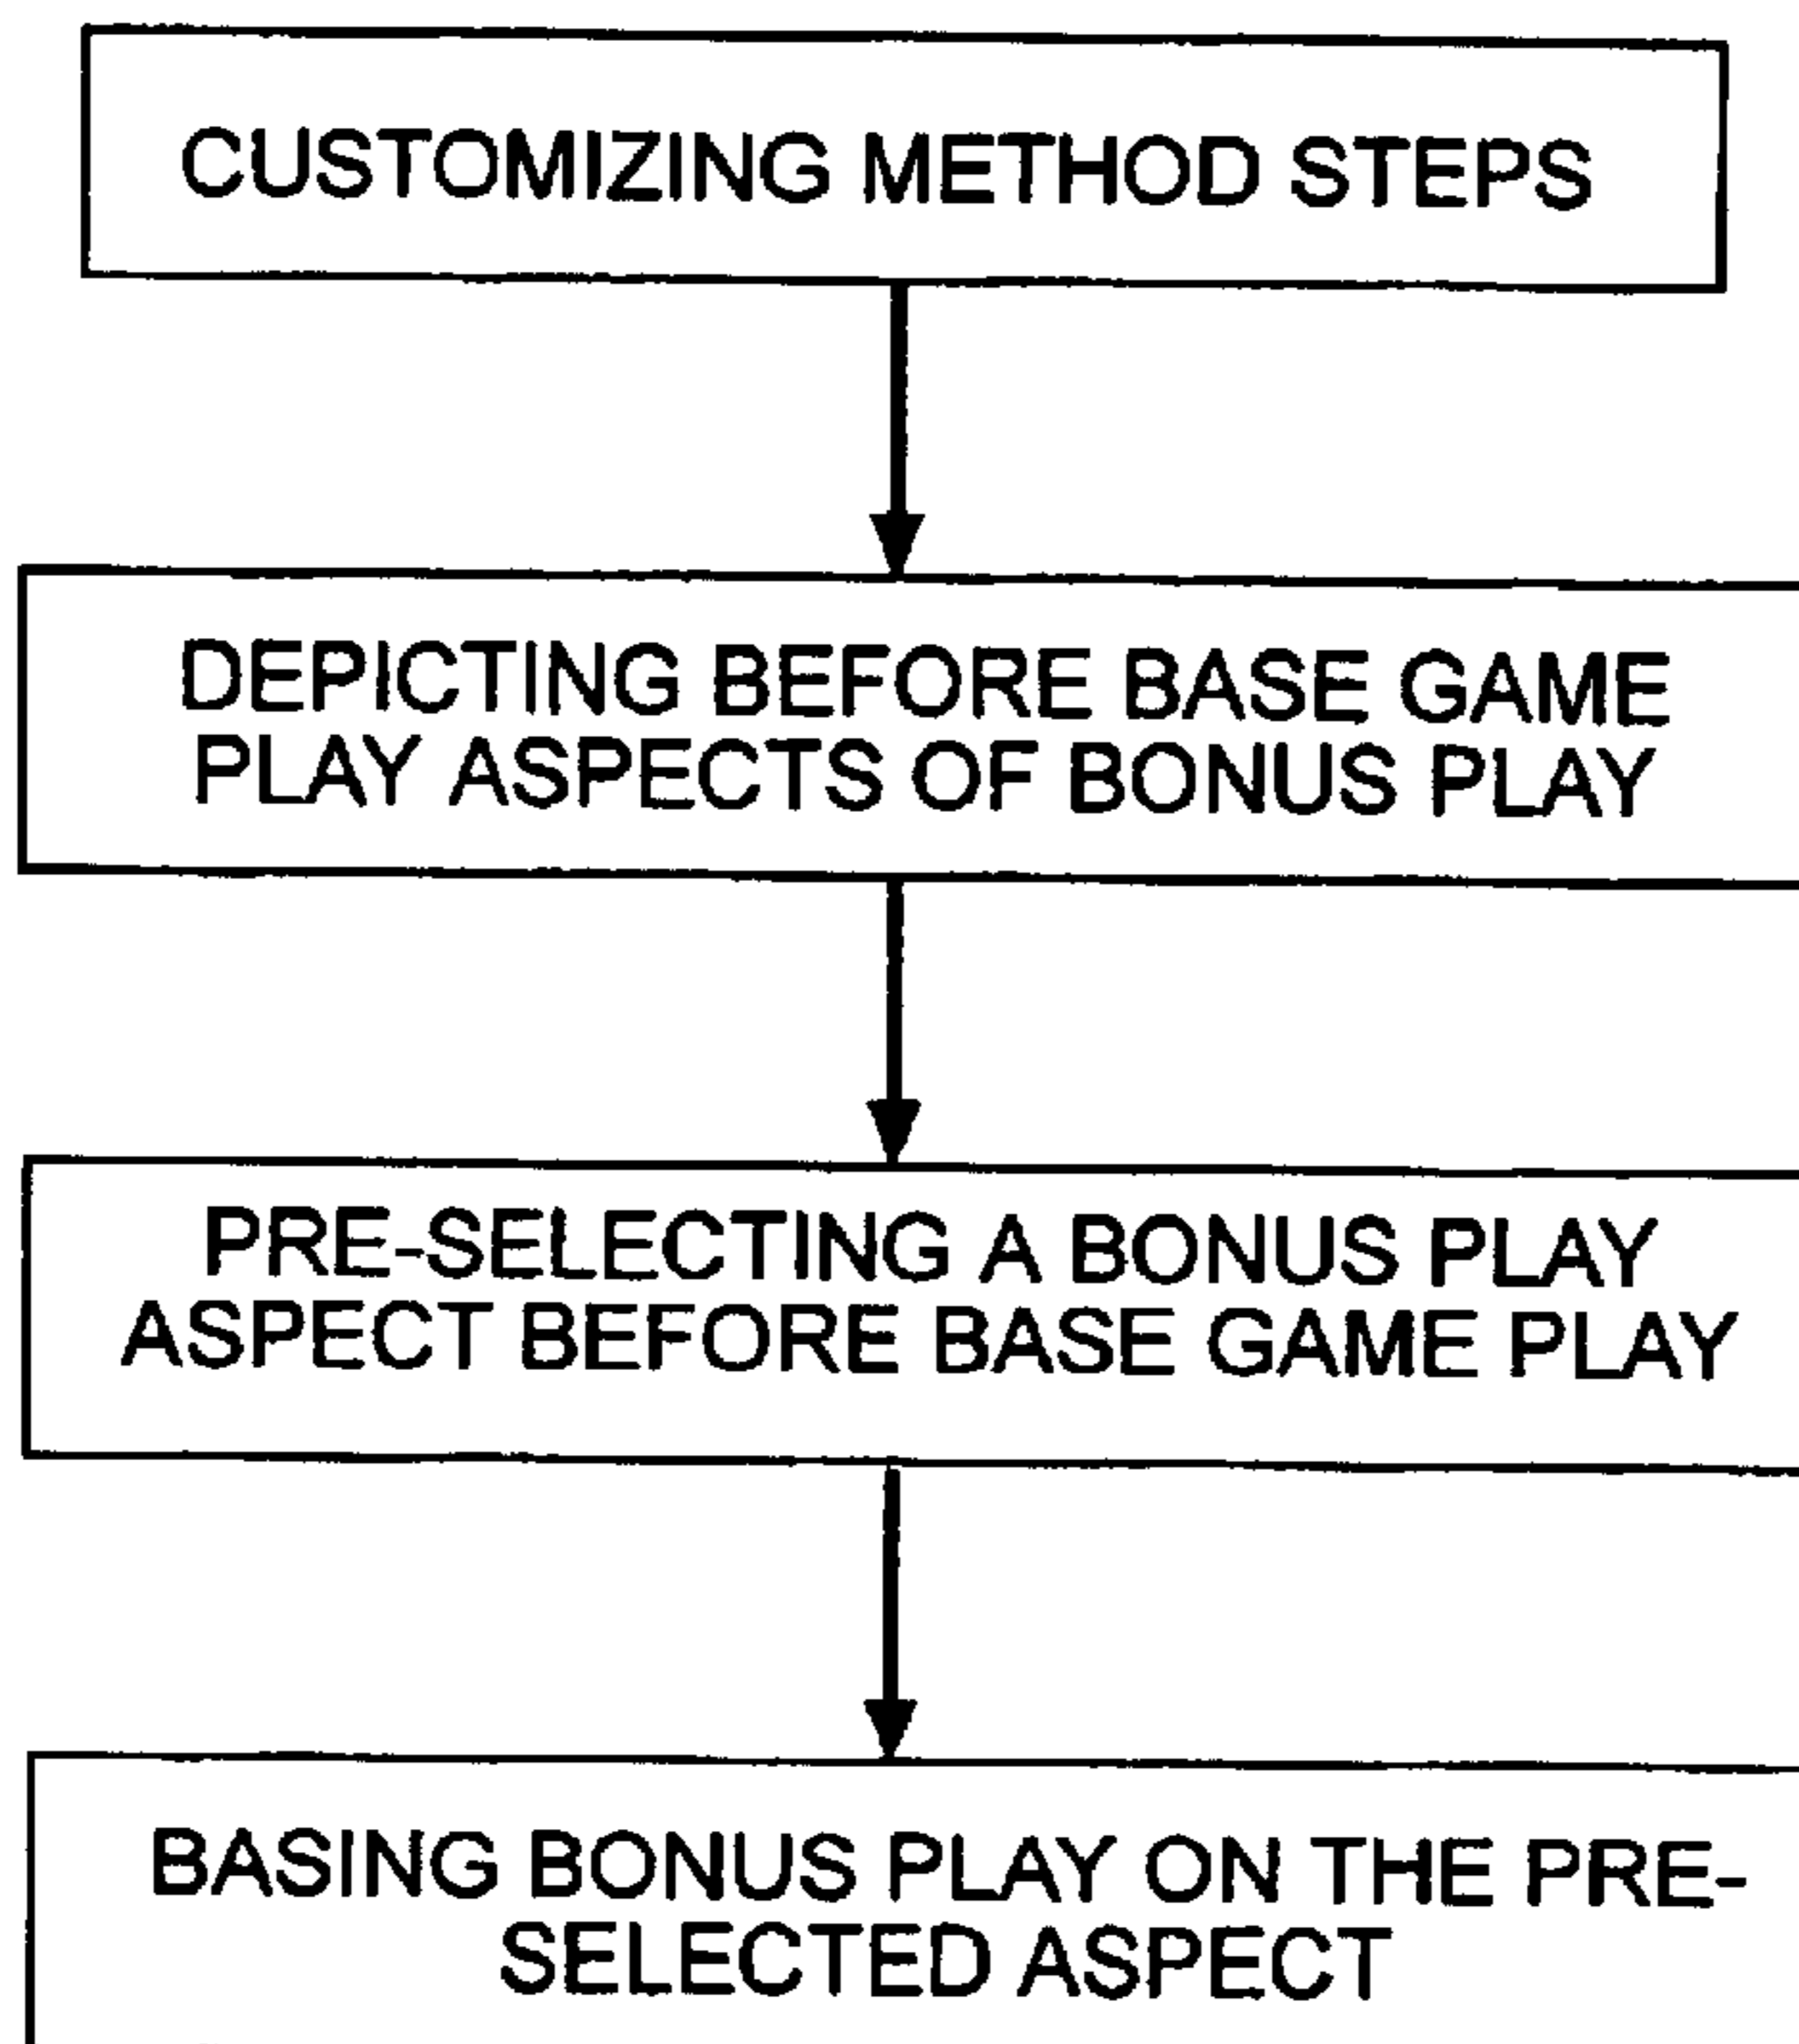 CUSTOMIZING METHOD STEPS
DEPICTING BEFORE BASE GAME
PLAY ASPECTS OF BONUS PLAY
PRE-SELECTING A BONUS PLAY
ASPECT BEFORE BASE GAME PLAY
BASING BONUS PLAY ON THE PRE-
SELECTED ASPECT